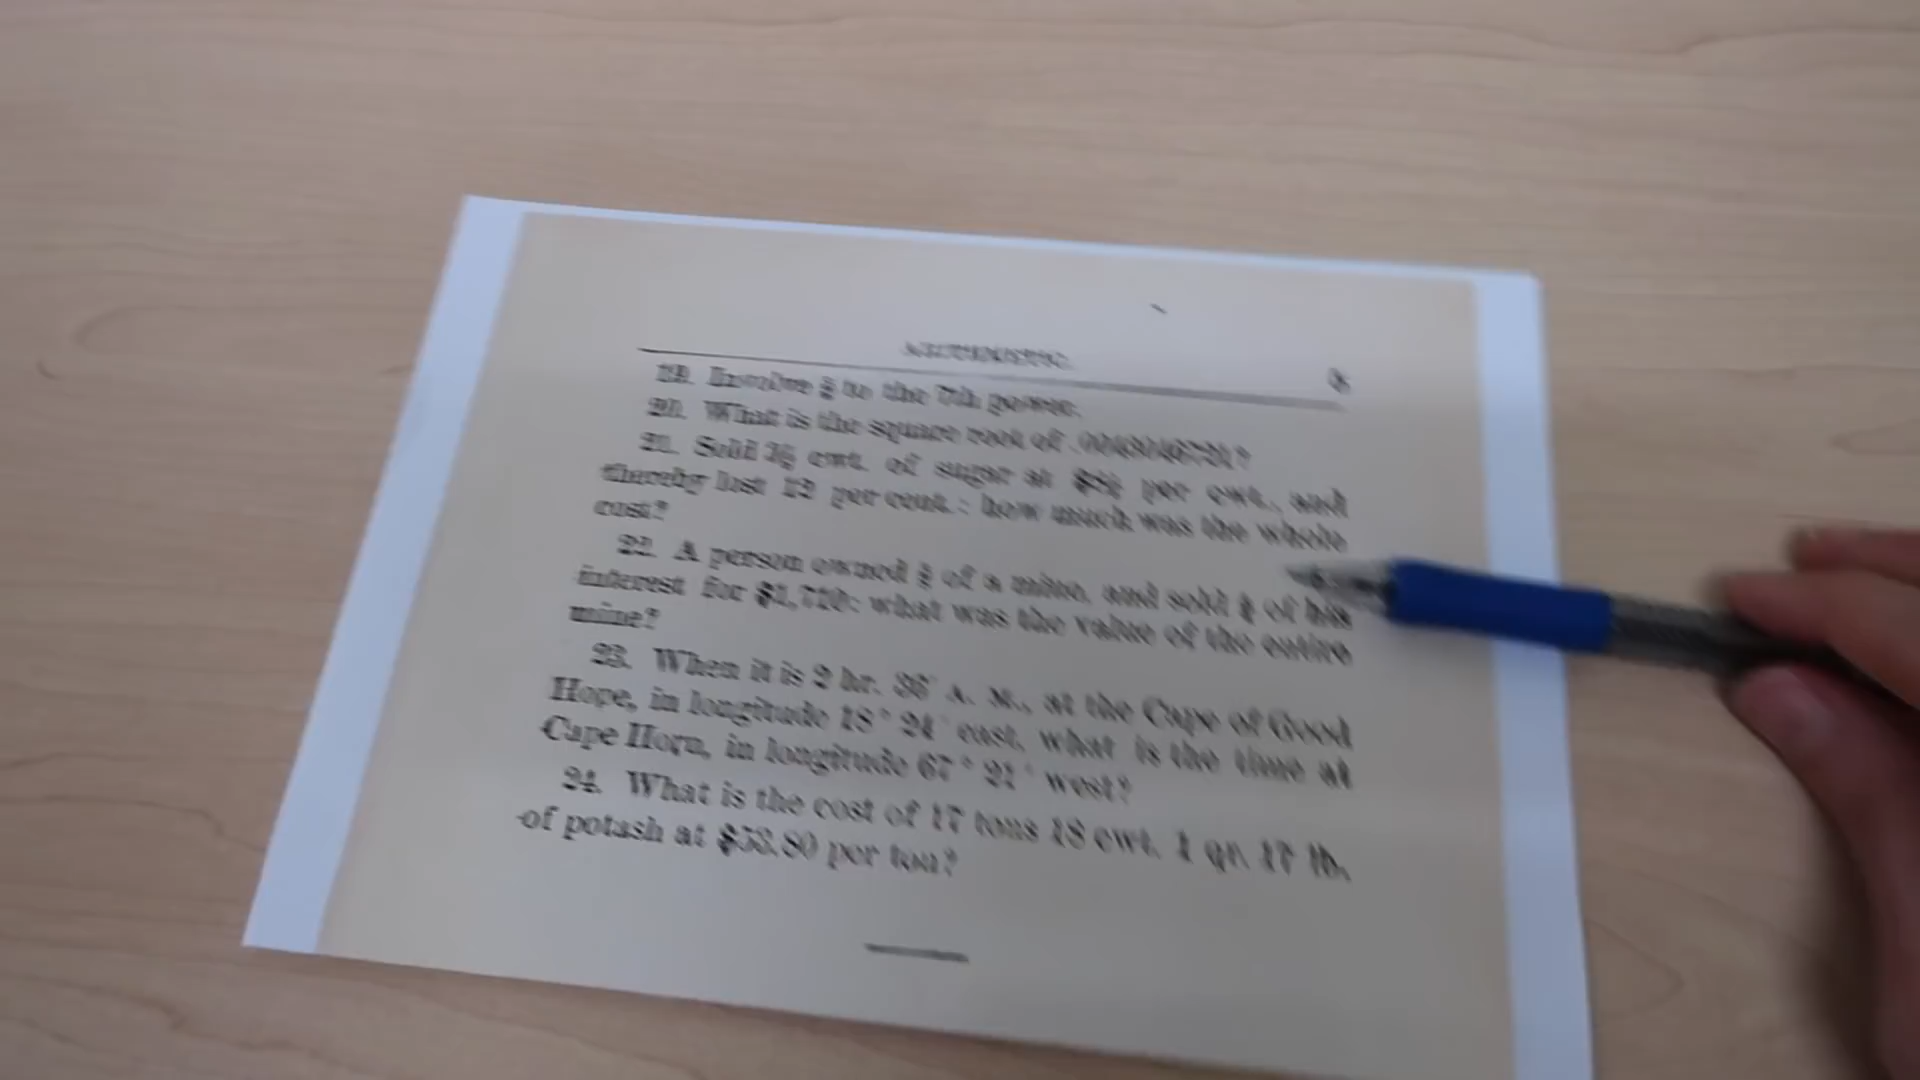 ARITHMETIC.
19. Involve to the 7th power.
20. What is the square root of
21. Sold cwt. of sugar at per cwt., and
thereby lost 12 per cent.: how much was the whole
cost?
22. A person owned of a mine, and sold of his
interest for $1,710: what was the value of the entire
mine?
23. When it is 2 hr. 36′ A. M., at the Cape of Good
Hope, in longitude 18° 24′ east, what is the time at
Cape Horn, in longitude 67° 21′ west?
24. What is the cost of 17 tons 18 cwt. 1 qr. 17 lb.
of potash at $53.80 per ton?